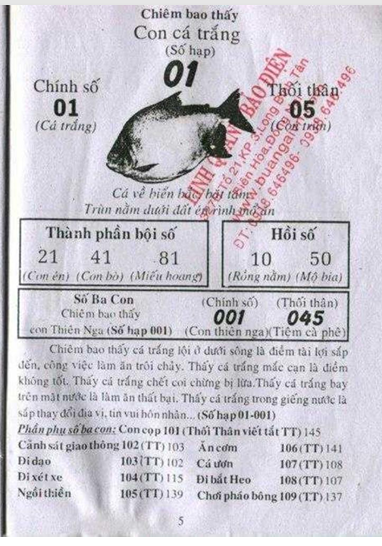 Chiêm bao thấy
Con cá trắng
(Số hạp)
01
Chính số
01
(Cá trắng)
Thối thân
05
(Con trùn)
Cá về biển bắc, bặt tăm
Trùn nằm dưới đất ẩn mình
Thành phần bội số
21 41 81
(Con én) (Con bò) (Miếu hoang)
Hồi số
10 50
(Rồng nằm) (Mộ bia)
Số Ba Con
Chiêm bao thấy
con Thiên Nga (Số hạp 001)
(Chính số)
001
(Con thiên nga)
(Thối thân)
045
(Tiệm cà phê)
Chiêm bao thấy cá trắng lội ở dưới sông là điềm tài lợi sắp
đến, công việc làm ăn trôi chảy. Thấy cá trắng mắc cạn là điềm
không tốt. Thấy cá trắng chết coi chừng bị lừa.Thấy cá trắng bay
trên mặt nước là làm ăn thất bại. Thấy cá trắng trong giếng nước là
sắp thay đổi địa vị, tin vui hôn nhân... (Số hạp 01-001)
Phần phụ số ba con: Con cọp 101 (Thối Thân viết tắt TT) 145
Cảnh sát giao thông 102 (TT) 103 Ăn cơm 106 (TT) 141
Đi dạo 103 (TT) 102 Cá ươn 107 (TT) 108
Đi xét xe 104 (TT) 115 Đi bắt Heo 108 (TT) 107
Ngồi thiền 105 (TT) 139 Chơi pháo bông 109 (TT) 137
5